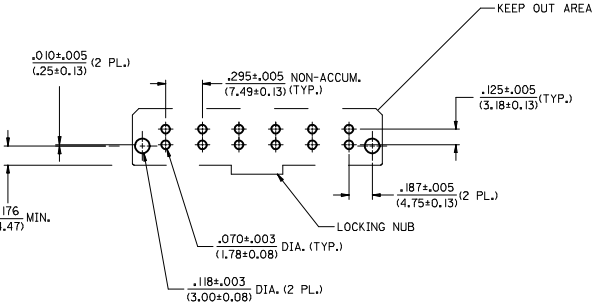 KEEP OUT AREA
.010±.005 (2 PL.)
(.25±0.13)
.295±.005 NON-ACCUM.
(7.49±0.13) (TYP.)
.125±.005 (TYP.)
(3.18±0.13)
176 MIN.
.47)
.187±.005 (2 PL.)
(4.75±0.13)
LOCKING NUB
.070±.003 DIA. (TYP.)
(1.78±0.08)
.118±.003 DIA. (2 PL.)
(3.00±0.08)